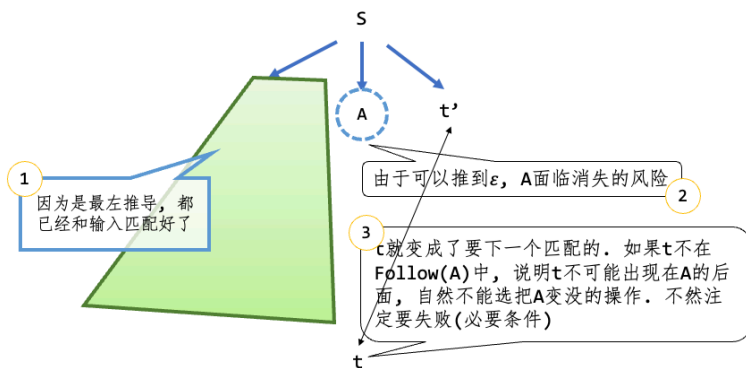 S
A
t’
1
因为是最左推导, 都
已经和输入匹配好了
由于可以推到ε, A面临消失的风险
2
3
t就变成了要下一个匹配的. 如果t不在
Follow(A)中, 说明t不可能出现在A的后
面, 自然不能选把A变没的操作. 不然注
定要失败(必要条件)
t